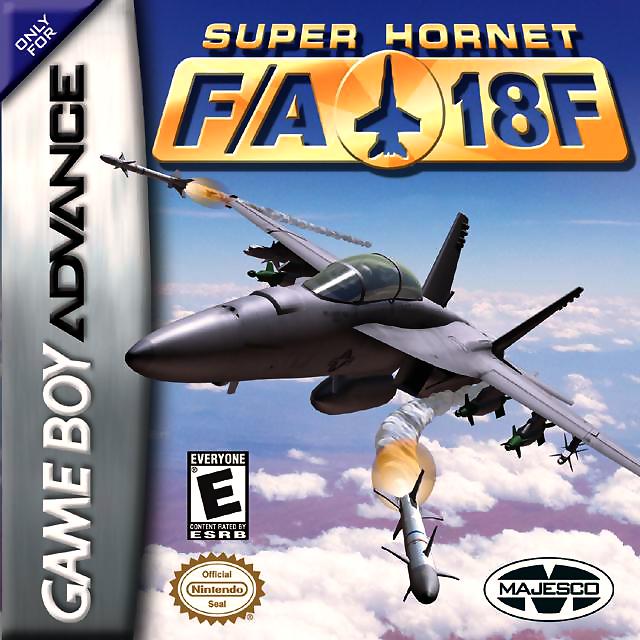 ONLY
FOR
GAME BOY ADVANCE
SUPER HORNET
F/A 18F
EVERYONE
E
CONTENT RATED BY
ESRB
Official
Nintendo
Seal
MAJESCO